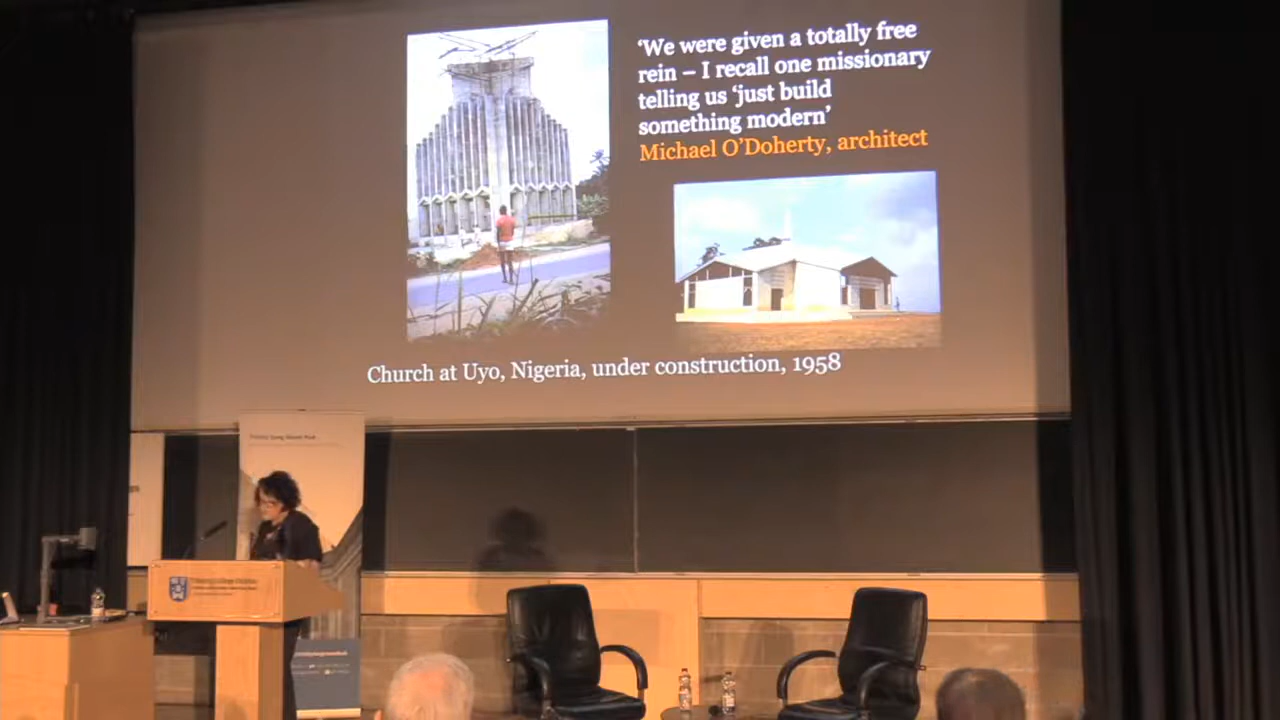 ‘We were given a totally free
rein – I recall one missionary
telling us ‘just build
something modern’
Michael O’Doherty, architect
Church at Uyo, Nigeria, under construction, 1958